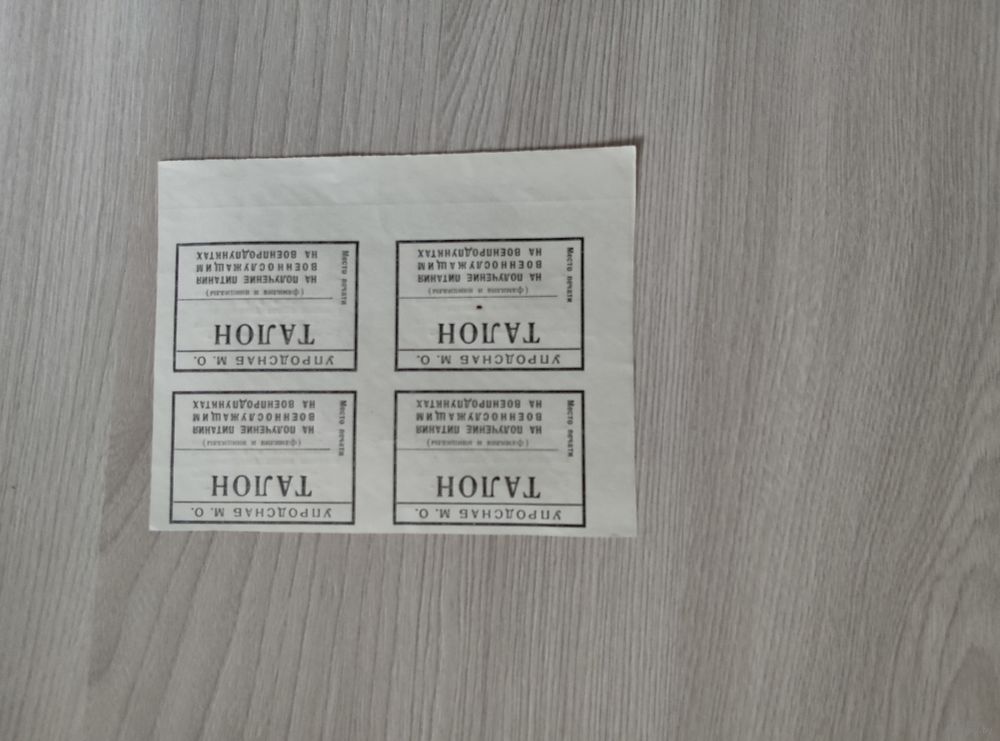 УПРОДСНАБ М. О.
ТАЛОН
(фамилия и инициалы)
НА ПОЛУЧЕНИЕ ПИТАНИЯ
ВОЕННОСЛУЖАЩИМ
НА ВОЕНПРОДПУНКТАХ
Место печати
УПРОДСНАБ М. О.
ТАЛОН
(фамилия и инициалы)
НА ПОЛУЧЕНИЕ ПИТАНИЯ
ВОЕННОСЛУЖАЩИМ
НА ВОЕНПРОДПУНКТАХ
Место печати
УПРОДСНАБ М. О.
ТАЛОН
(фамилия и инициалы)
НА ПОЛУЧЕНИЕ ПИТАНИЯ
ВОЕННОСЛУЖАЩИМ
НА ВОЕНПРОДПУНКТАХ
Место печати
УПРОДСНАБ М. О.
ТАЛОН
(фамилия и инициалы)
НА ПОЛУЧЕНИЕ ПИТАНИЯ
ВОЕННОСЛУЖАЩИМ
НА ВОЕНПРОДПУНКТАХ
Место печати